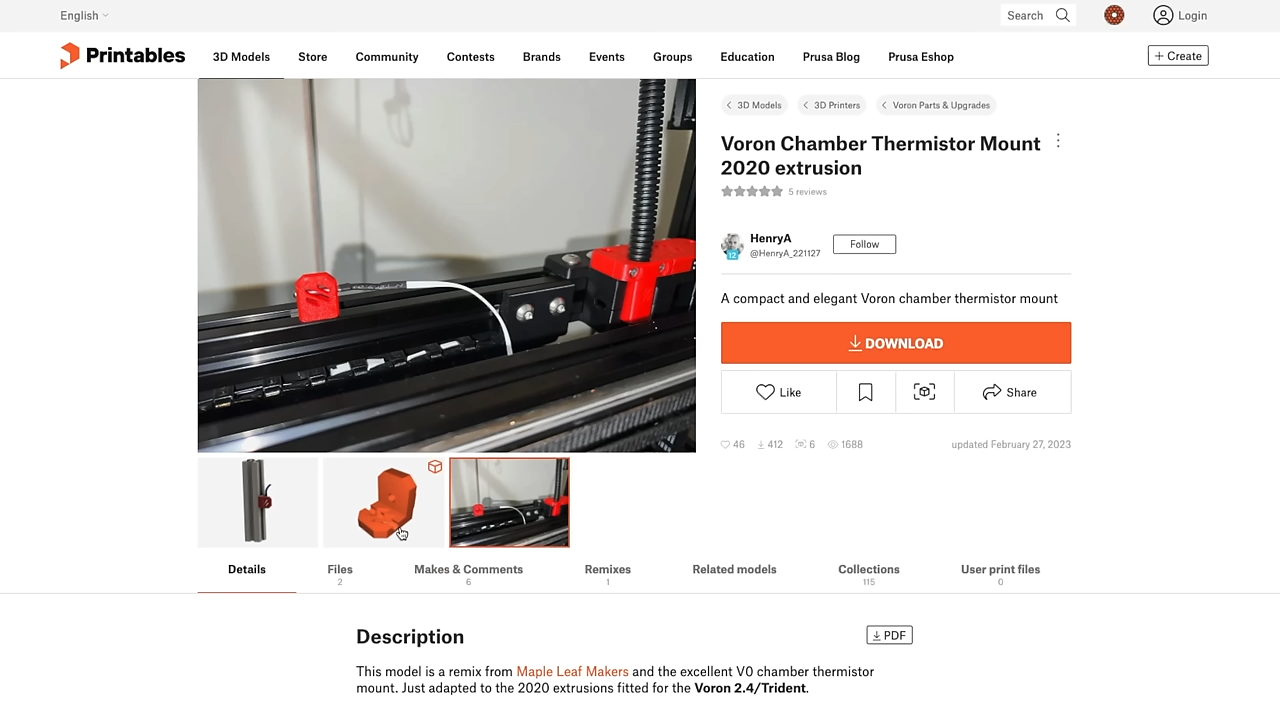 English
Search
Login
Printables
3D Models
Store
Community
Contests
Brands
Events
Groups
Education
Prusa Blog
Prusa Eshop
+ Create
3D Models
3D Printers
Voron Parts & Upgrades
Voron Chamber Thermistor Mount
2020 extrusion
5 reviews
HenryA
@HenryA_221127
12
Follow
A compact and elegant Voron chamber thermistor mount
DOWNLOAD
Like
Share
46
412
6
1688
updated February 27, 2023
Details
Files
2
Makes & Comments
6
Remixes
1
Related models
Collections
115
User print files
0
Description
PDF
This model is a remix from Maple Leaf Makers and the excellent V0 chamber thermistor
mount. Just adapted to the 2020 extrusions fitted for the Voron 2.4/Trident.